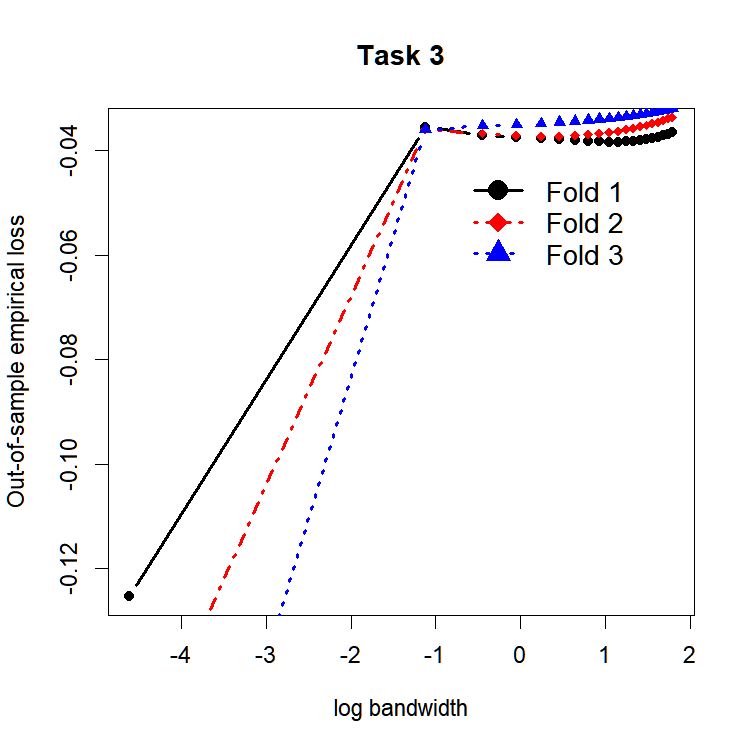 Task 3
Out-of-sample empirical loss
-0.04
-0.06
-0.08
-0.10
-0.12
Fold 1
Fold 2
Fold 3
-4 -3 -2 -1 0 1 2
log bandwidth